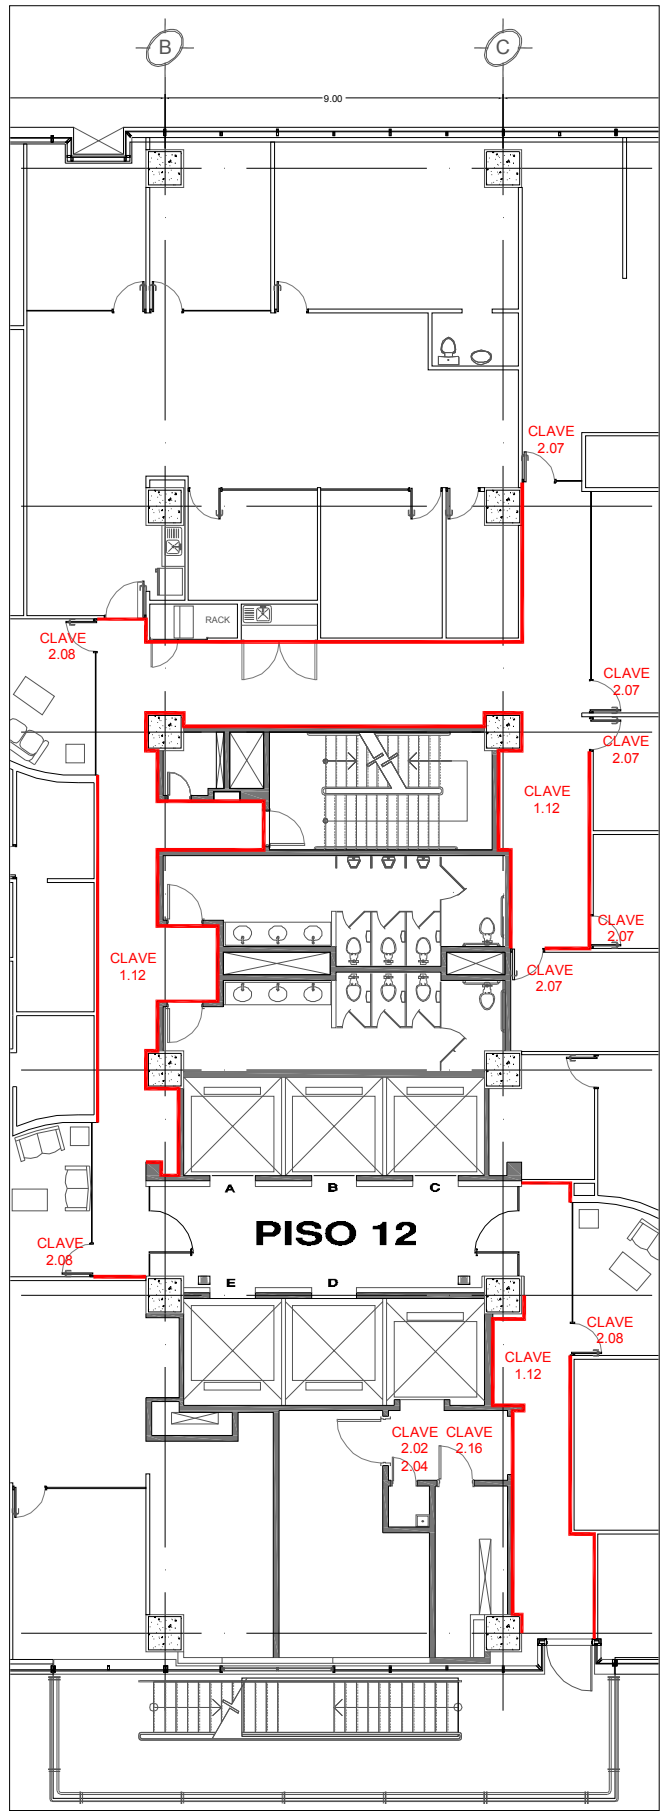 B
C
9.00
CLAVE
2.07
RACK
CLAVE
2.08
CLAVE
2.07
CLAVE
2.07
CLAVE
1.12
CLAVE
2.07
CLAVE
1.12
CLAVE
2.07
A
B
C
PISO 12
CLAVE
2.08
E
D
CLAVE
2.08
CLAVE
1.12
CLAVE
2.02
2.04
CLAVE
2.16